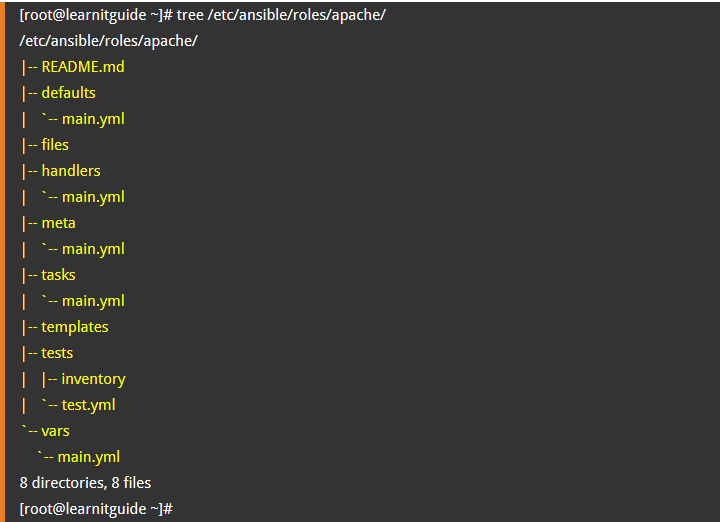 [root@learnitguide ~]# tree /etc/ansible/roles/apache/
/etc/ansible/roles/apache/
|-- README.md
|-- defaults
|   `-- main.yml
|-- files
|-- handlers
|   `-- main.yml
|-- meta
|   `-- main.yml
|-- tasks
|   `-- main.yml
|-- templates
|-- tests
|   |-- inventory
|   `-- test.yml
`-- vars
    `-- main.yml
8 directories, 8 files
[root@learnitguide ~]#